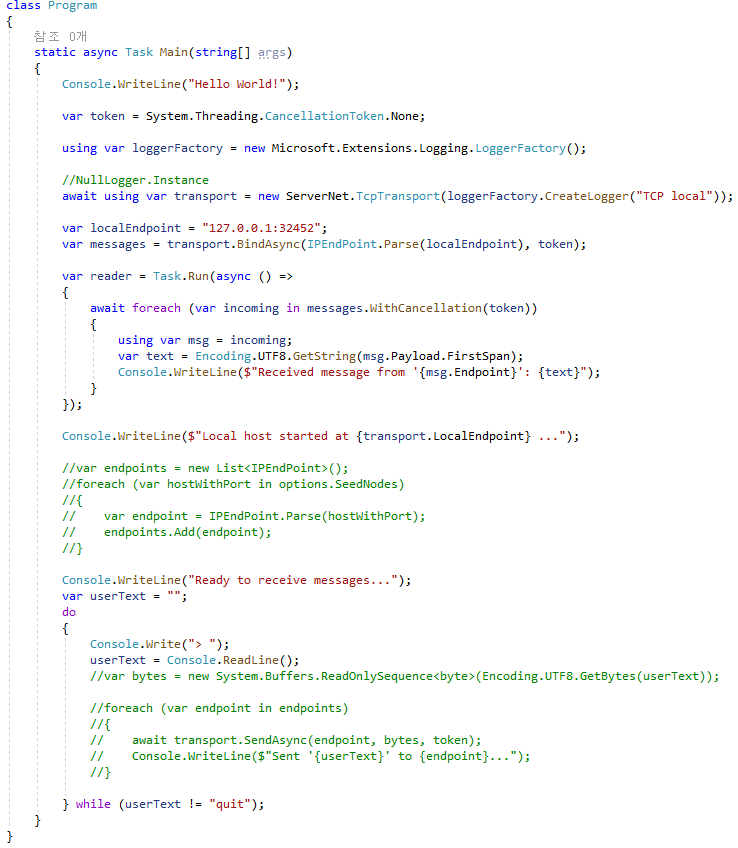 class Program
{
참조 0개
static async Task Main(string[] args)
{
Console.WriteLine("Hello World!");
var token = System.Threading.CancellationToken.None;
using var loggerFactory = new Microsoft.Extensions.Logging.LoggerFactory();
//NullLogger.Instance
await using var transport = new ServerNet.TcpTransport(loggerFactory.CreateLogger("TCP local"));
var localEndpoint = "127.0.0.1:32452";
var messages = transport.BindAsync(IPEndPoint.Parse(localEndpoint), token);
var reader = Task.Run(async () =>
{
await foreach (var incoming in messages.WithCancellation(token))
{
using var msg = incoming;
var text = Encoding.UTF8.GetString(msg.Payload.FirstSpan);
Console.WriteLine($"Received message from '{msg.Endpoint}': {text}");
}
});
Console.WriteLine($"Local host started at {transport.LocalEndpoint} ...");
//var endpoints = new List<IPEndPoint>();
//foreach (var hostWithPort in options.SeedNodes)
//{
//    var endpoint = IPEndPoint.Parse(hostWithPort);
//    endpoints.Add(endpoint);
//}
Console.WriteLine("Ready to receive messages...");
var userText = "";
do
{
Console.Write("> ");
userText = Console.ReadLine();
//var bytes = new System.Buffers.ReadOnlySequence<byte>(Encoding.UTF8.GetBytes(userText));
//foreach (var endpoint in endpoints)
//{
//    await transport.SendAsync(endpoint, bytes, token);
//    Console.WriteLine($"Sent '{userText}' to {endpoint}...");
//}
} while (userText != "quit");
}
}